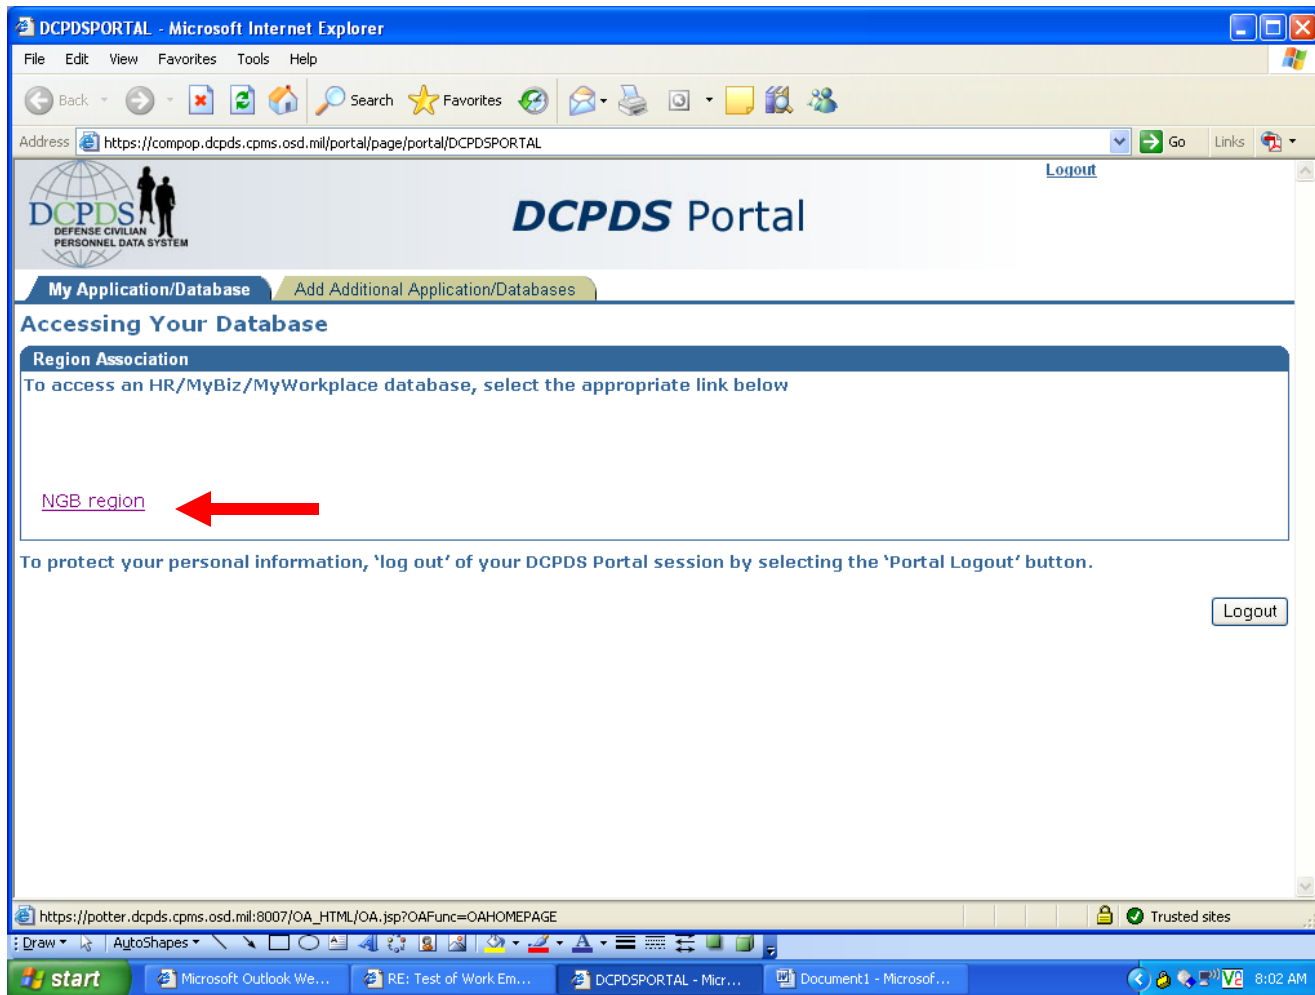 DCPDSPORTAL - Microsoft Internet Explorer
File Edit View Favorites Tools Help
Back Search Favorites
Address https://compop.dcpds.cpms.osd.mil/portal/page/portal/DCPDSPORTAL Go Links
Logout
DCPDS
DEFENSE CIVILIAN
PERSONNEL DATA SYSTEM
DCPDS Portal
My Application/Database Add Additional Application/Databases
Accessing Your Database
Region Association
To access an HR/MyBiz/MyWorkplace database, select the appropriate link below
NGB region
To protect your personal information, ‘log out’ of your DCPDS Portal session by selecting the ‘Portal Logout’ button.
Logout
https://potter.dcpds.cpms.osd.mil:8007/OA_HTML/OA.jsp?OAFunc=OAHOMEPAGE Trusted sites
Draw AutoShapes
start Microsoft Outlook We... RE: Test of Work Em... DCPDSPORTAL - Micr... Document1 - Microsof... 8:02 AM